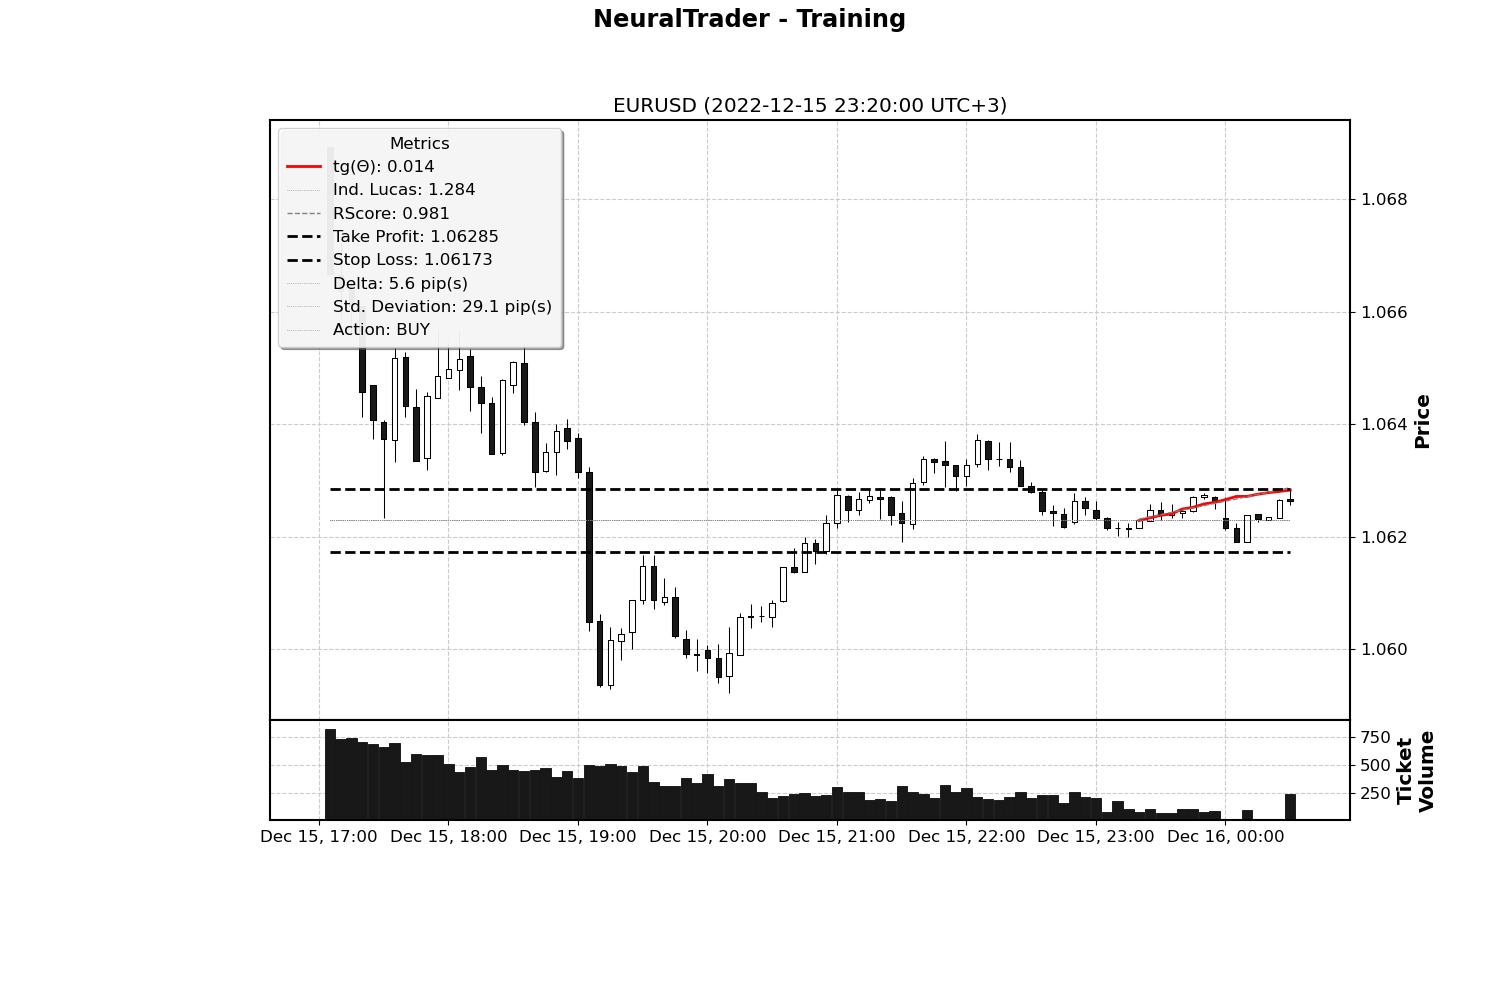 NeuralTrader - Training
EURUSD (2022-12-15 23:20:00 UTC+3)
Metrics
tg(Θ): 0.014
Ind. Lucas: 1.284
RScore: 0.981
Take Profit: 1.06285
Stop Loss: 1.06173
Delta: 5.6 pip(s)
Std. Deviation: 29.1 pip(s)
Action: BUY
1.068
1.066
1.064
1.062
1.060
Price
750
500
250
Ticket
Volume
Dec 15, 17:00
Dec 15, 18:00
Dec 15, 19:00
Dec 15, 20:00
Dec 15, 21:00
Dec 15, 22:00
Dec 15, 23:00
Dec 16, 00:00